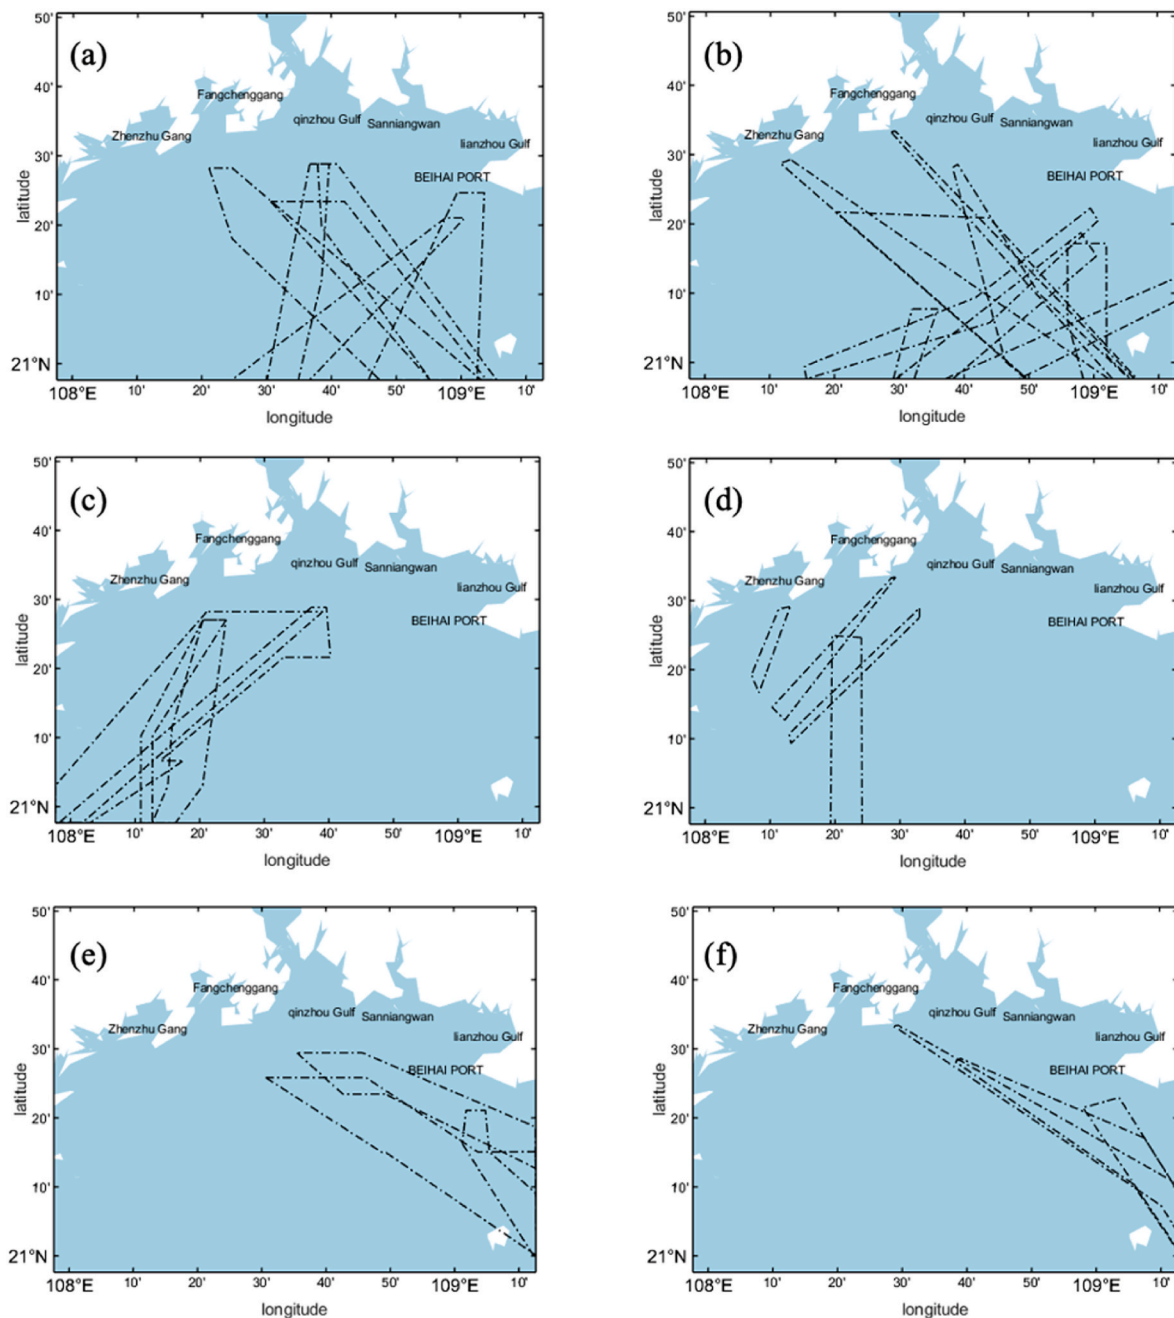 (a)
50'
40'
30'
20'
10'
21°N
latitude
Fangchenggang
Zhenzhu Gang
qinzhou Gulf
Sanniangwan
lianzhou Gulf
BEIHAI PORT
108°E
10'
20'
30'
40'
50'
109°E
10'
longitude
(b)
50'
40'
30'
20'
10'
21°N
latitude
Fangchenggang
Zhenzhu Gang
qinzhou Gulf
Sanniangwan
lianzhou Gulf
BEIHAI PORT
108°E
10'
20'
30'
40'
50'
109°E
10'
longitude
(c)
50'
40'
30'
20'
10'
21°N
latitude
Fangchenggang
Zhenzhu Gang
qinzhou Gulf
Sanniangwan
lianzhou Gulf
BEIHAI PORT
108°E
10'
20'
30'
40'
50'
109°E
10'
longitude
(d)
50'
40'
30'
20'
10'
21°N
latitude
Fangchenggang
Zhenzhu Gang
qinzhou Gulf
Sanniangwan
lianzhou Gulf
BEIHAI PORT
108°E
10'
20'
30'
40'
50'
109°E
10'
longitude
(e)
50'
40'
30'
20'
10'
21°N
latitude
Fangchenggang
Zhenzhu Gang
qinzhou Gulf
Sanniangwan
lianzhou Gulf
BEIHAI PORT
108°E
10'
20'
30'
40'
50'
109°E
10'
longitude
(f)
50'
40'
30'
20'
10'
21°N
latitude
Fangchenggang
Zhenzhu Gang
qinzhou Gulf
Sanniangwan
lianzhou Gulf
BEIHAI PORT
108°E
10'
20'
30'
40'
50'
109°E
10'
longitude